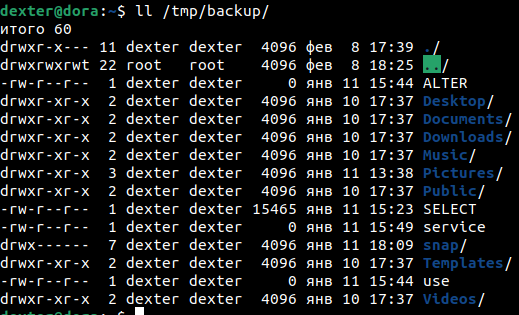 dexter@dora:~$ ll /tmp/backup/
итого 60
drwxr-x--- 11 dexter dexter  4096 фев  8 17:39 ./
drwxrwxrwt 22 root   root    4096 фев  8 18:25 ../
-rw-r--r--  1 dexter dexter     0 янв 11 15:44 ALTER
drwxr-xr-x  2 dexter dexter  4096 янв 10 17:37 Desktop/
drwxr-xr-x  2 dexter dexter  4096 янв 10 17:37 Documents/
drwxr-xr-x  2 dexter dexter  4096 янв 10 17:37 Downloads/
drwxr-xr-x  2 dexter dexter  4096 янв 10 17:37 Music/
drwxr-xr-x  3 dexter dexter  4096 янв 11 13:38 Pictures/
drwxr-xr-x  2 dexter dexter  4096 янв 10 17:37 Public/
-rw-r--r--  1 dexter dexter 15465 янв 11 15:23 SELECT
-rw-r--r--  1 dexter dexter     0 янв 11 15:49 service
drwx------  7 dexter dexter  4096 янв 11 18:09 snap/
drwxr-xr-x  2 dexter dexter  4096 янв 10 17:37 Templates/
-rw-r--r--  1 dexter dexter     0 янв 11 15:44 use
drwxr-xr-x  2 dexter dexter  4096 янв 10 17:37 Videos/
dexter@dora:~$